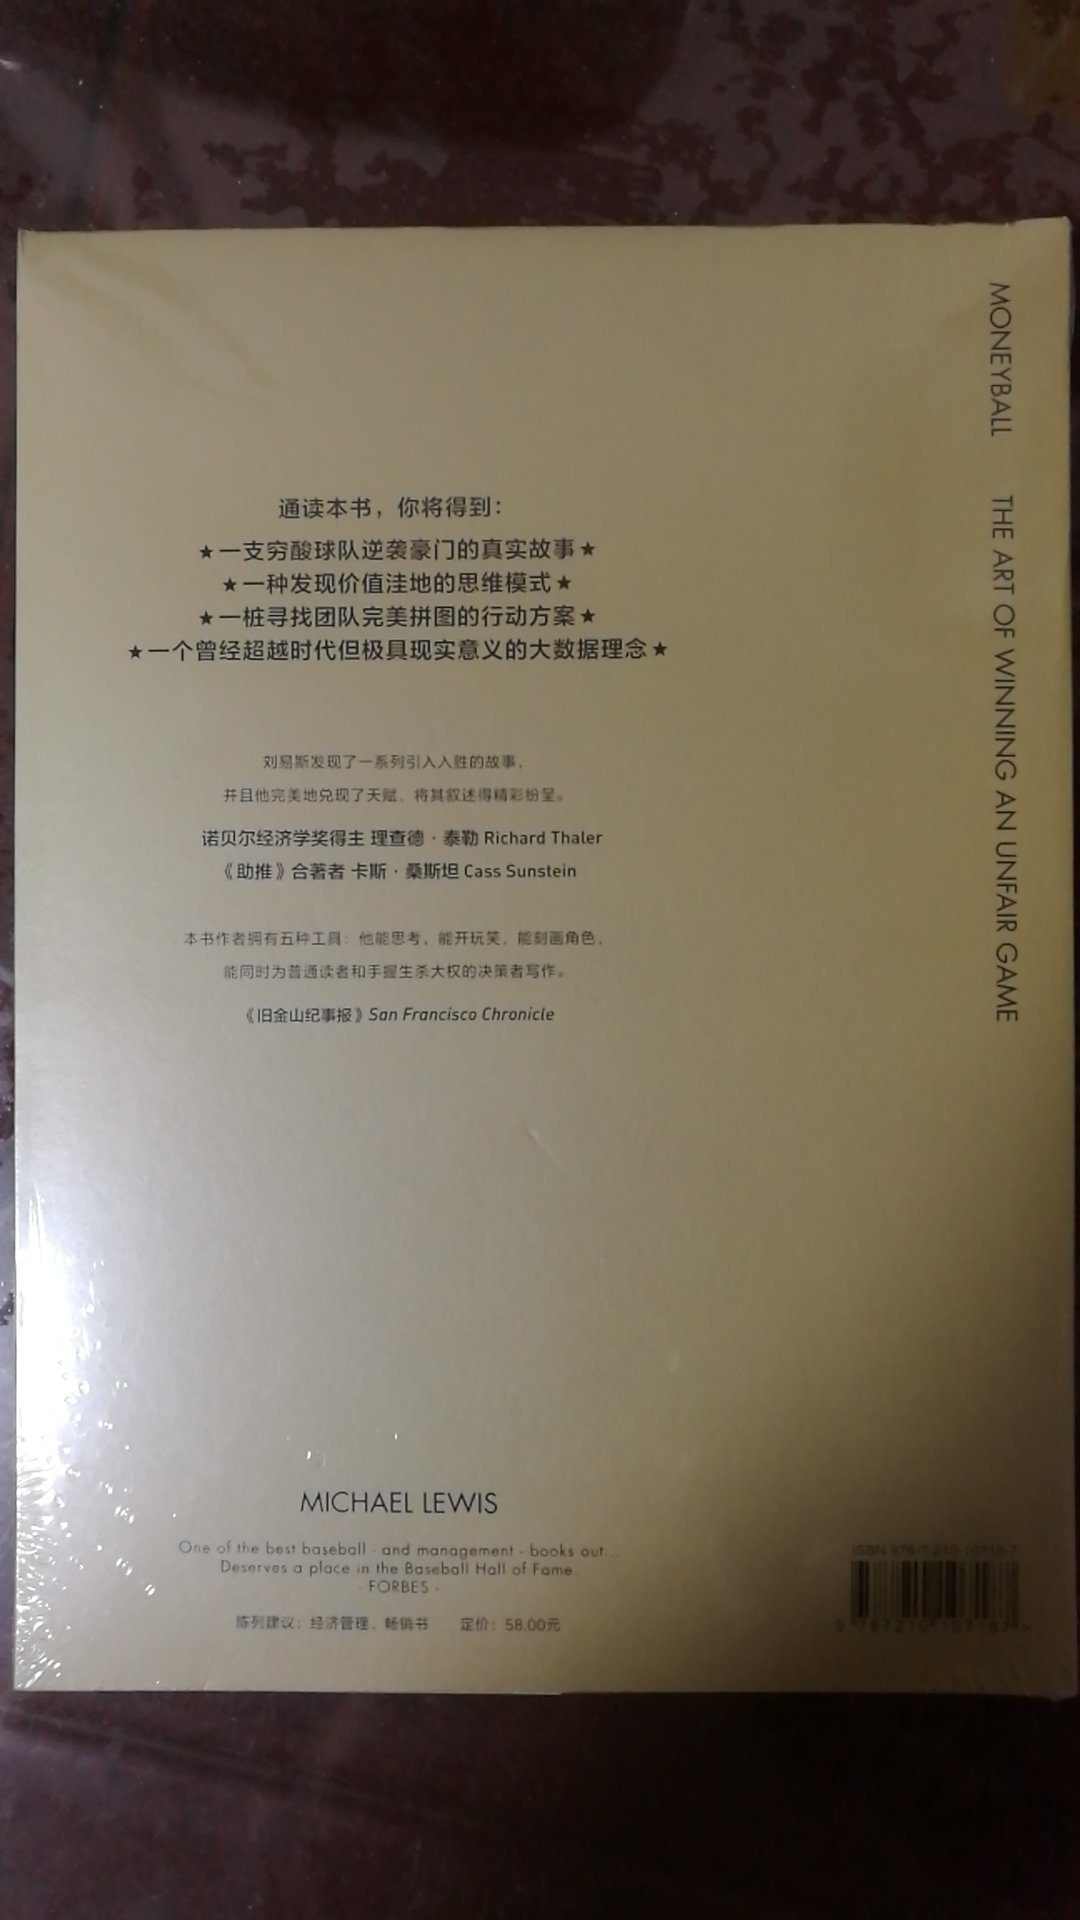 MONEYBALL THE ART OF WINNING AN UNFAIR GAME
通读本书，你将得到：
★一支穷酸球队逆袭豪门的真实故事★
★一种发现价值洼地的思维模式★
★一桩寻找团队完美拼图的行动方案★
★一个曾经超越时代但极具现实意义的大数据理念★
刘易斯发现了一系列引人入胜的故事，
并且他完美地兑现了天赋，将其叙述得精彩纷呈。
诺贝尔经济学奖得主 理查德·泰勒 Richard Thaler
《助推》合著者 卡斯·桑斯坦 Cass Sunstein
本书作者拥有五种工具：他能思考，能开玩笑，能刻画角色，
能同时为普通读者和手握生杀大权的决策者写作。
《旧金山纪事报》San Francisco Chronicle
MICHAEL LEWIS
One of the best baseball - and management - books out...
Deserves a place in the Baseball Hall of Fame.
- FORBES -
陈列建议：经济管理、畅销书 定价：58.00元
ISBN 978-7-210-10718-7
9 787210 107187 >